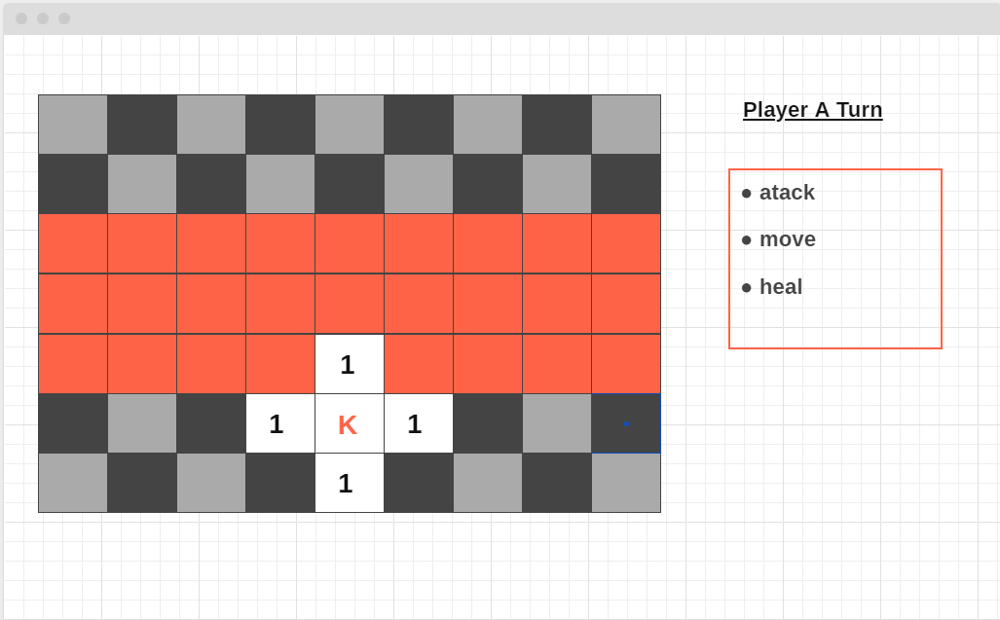 Player A Turn
● atack
● move
● heal
1
1 K 1
1